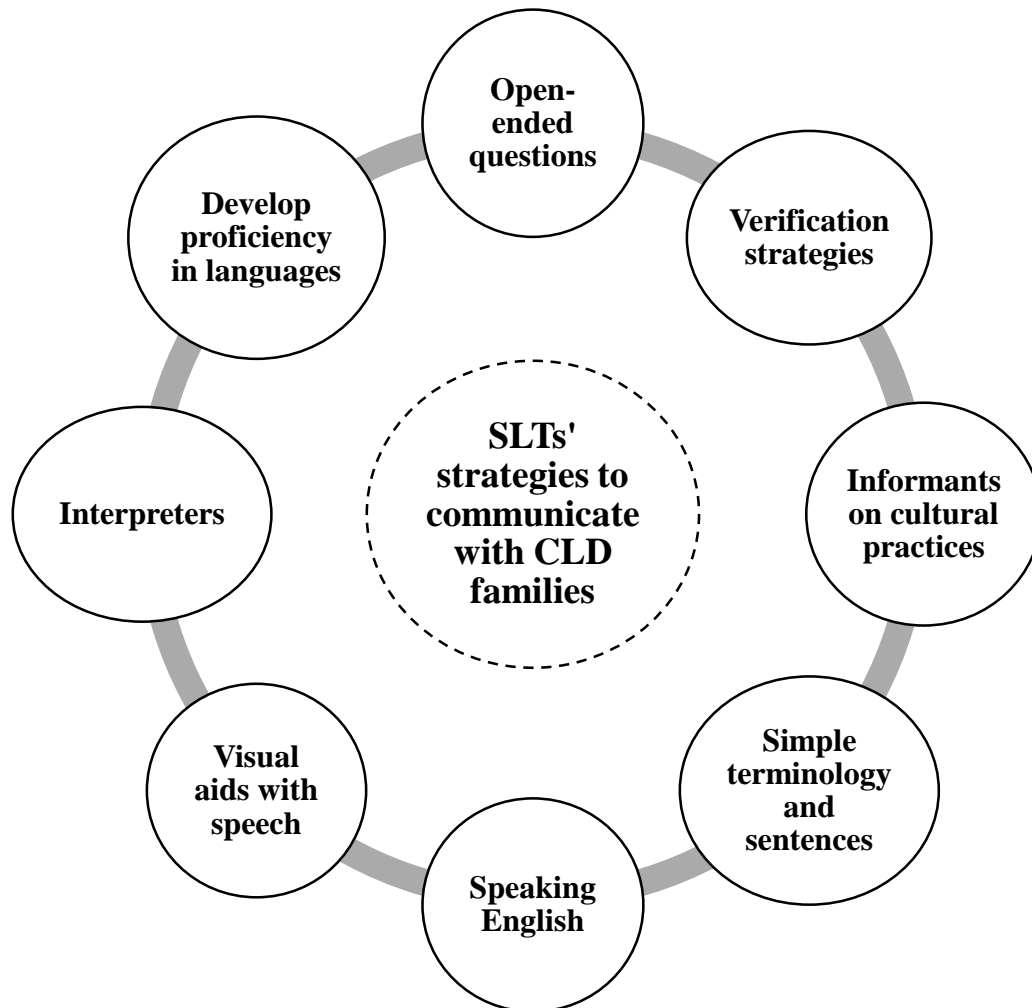 Open-
ended
questions
Verification
strategies
Informants
on cultural
practices
Simple
terminology
and
sentences
Speaking
English
Visual
aids with
speech
Interpreters
Develop
proficiency
in languages
SLTs'
strategies to
communicate
with CLD
families